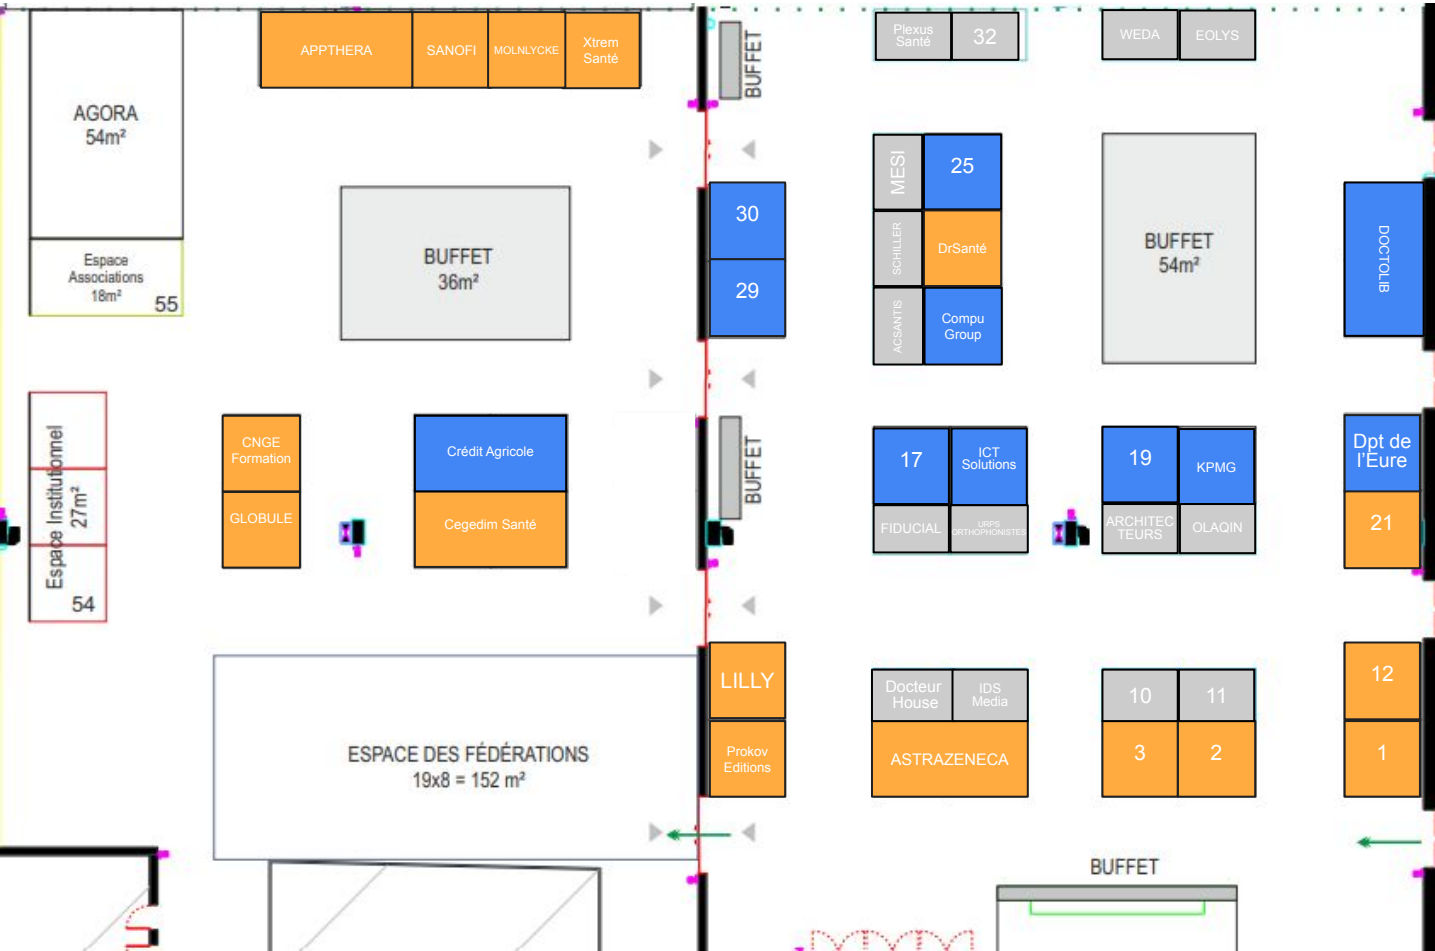 APPTHERA
SANOFI
MOLNLYCKE
Xtrem
Santé
BUFFET
Plexus
Santé
32
WEDA
EOLYS
AGORA
54m²
Espace
Associations
18m²
55
BUFFET
36m²
30
29
MESI
25
SCHILLER
DrSanté
ACSANTIS
Compu
Group
BUFFET
54m²
DOCTOLIB
Espace Institutionnel
27m²
54
CNGE
Formation
GLOBULE
Crédit Agricole
Cegedim Santé
BUFFET
17
ICT
Solutions
FIDUCIAL
URPS
ORTHOPHONISTES
19
KPMG
ARCHITEC
TEURS
OLAQIN
Dpt de
l'Eure
21
ESPACE DES FÉDÉRATIONS
19x8 = 152 m²
LILLY
Prokov
Editions
Docteur
House
IDS
Media
ASTRAZENECA
10
11
3
2
12
1
BUFFET